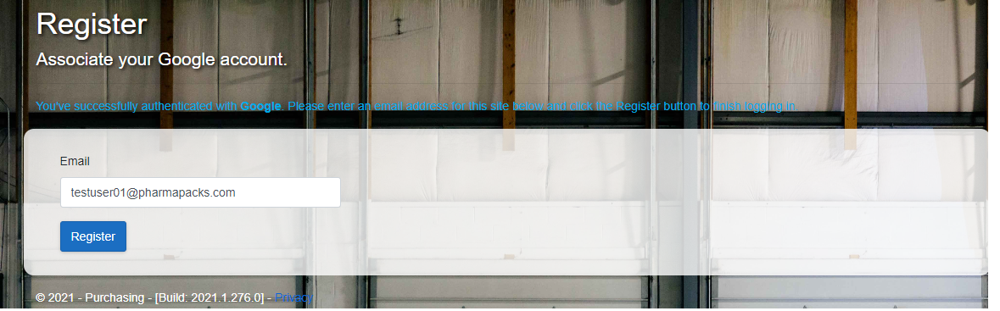 Register
Associate your Google account.
You've successfully authenticated with Google. Please enter an email address for this site below and click the Register button to finish logging in.
Email
testuser01@pharmapacks.com
Register
© 2021 - Purchasing - [Build: 2021.1.276.0] - Privacy